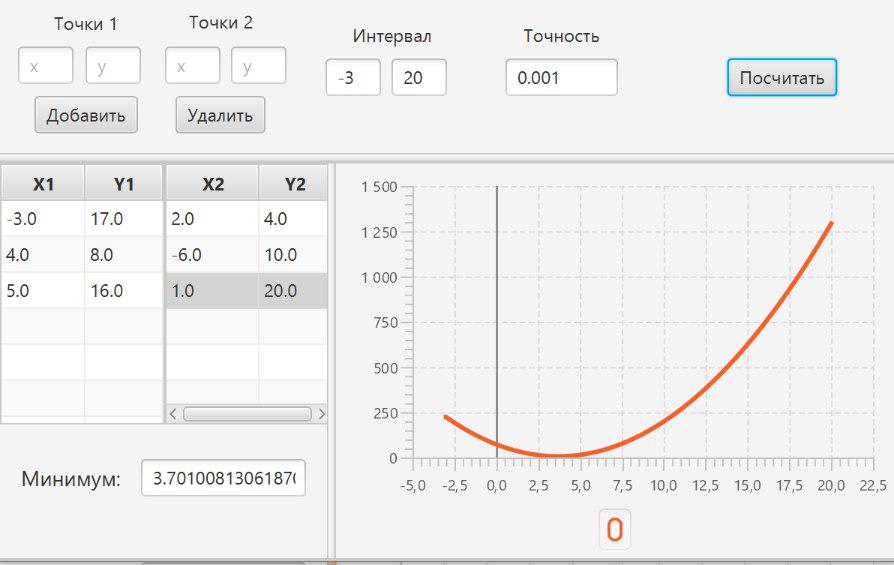 Точки 1 Точки 2 Интервал Точность
x y x y -3 20 0.001 Посчитать
Добавить Удалить
X1 Y1 X2 Y2
-3.0 17.0 2.0 4.0
4.0 8.0 -6.0 10.0
5.0 16.0 1.0 20.0
Минимум: 3.7010081306187
1 500
1 250
1 000
750
500
250
0
-5,0 -2,5 0,0 2,5 5,0 7,5 10,0 12,5 15,0 17,5 20,0 22,5
0